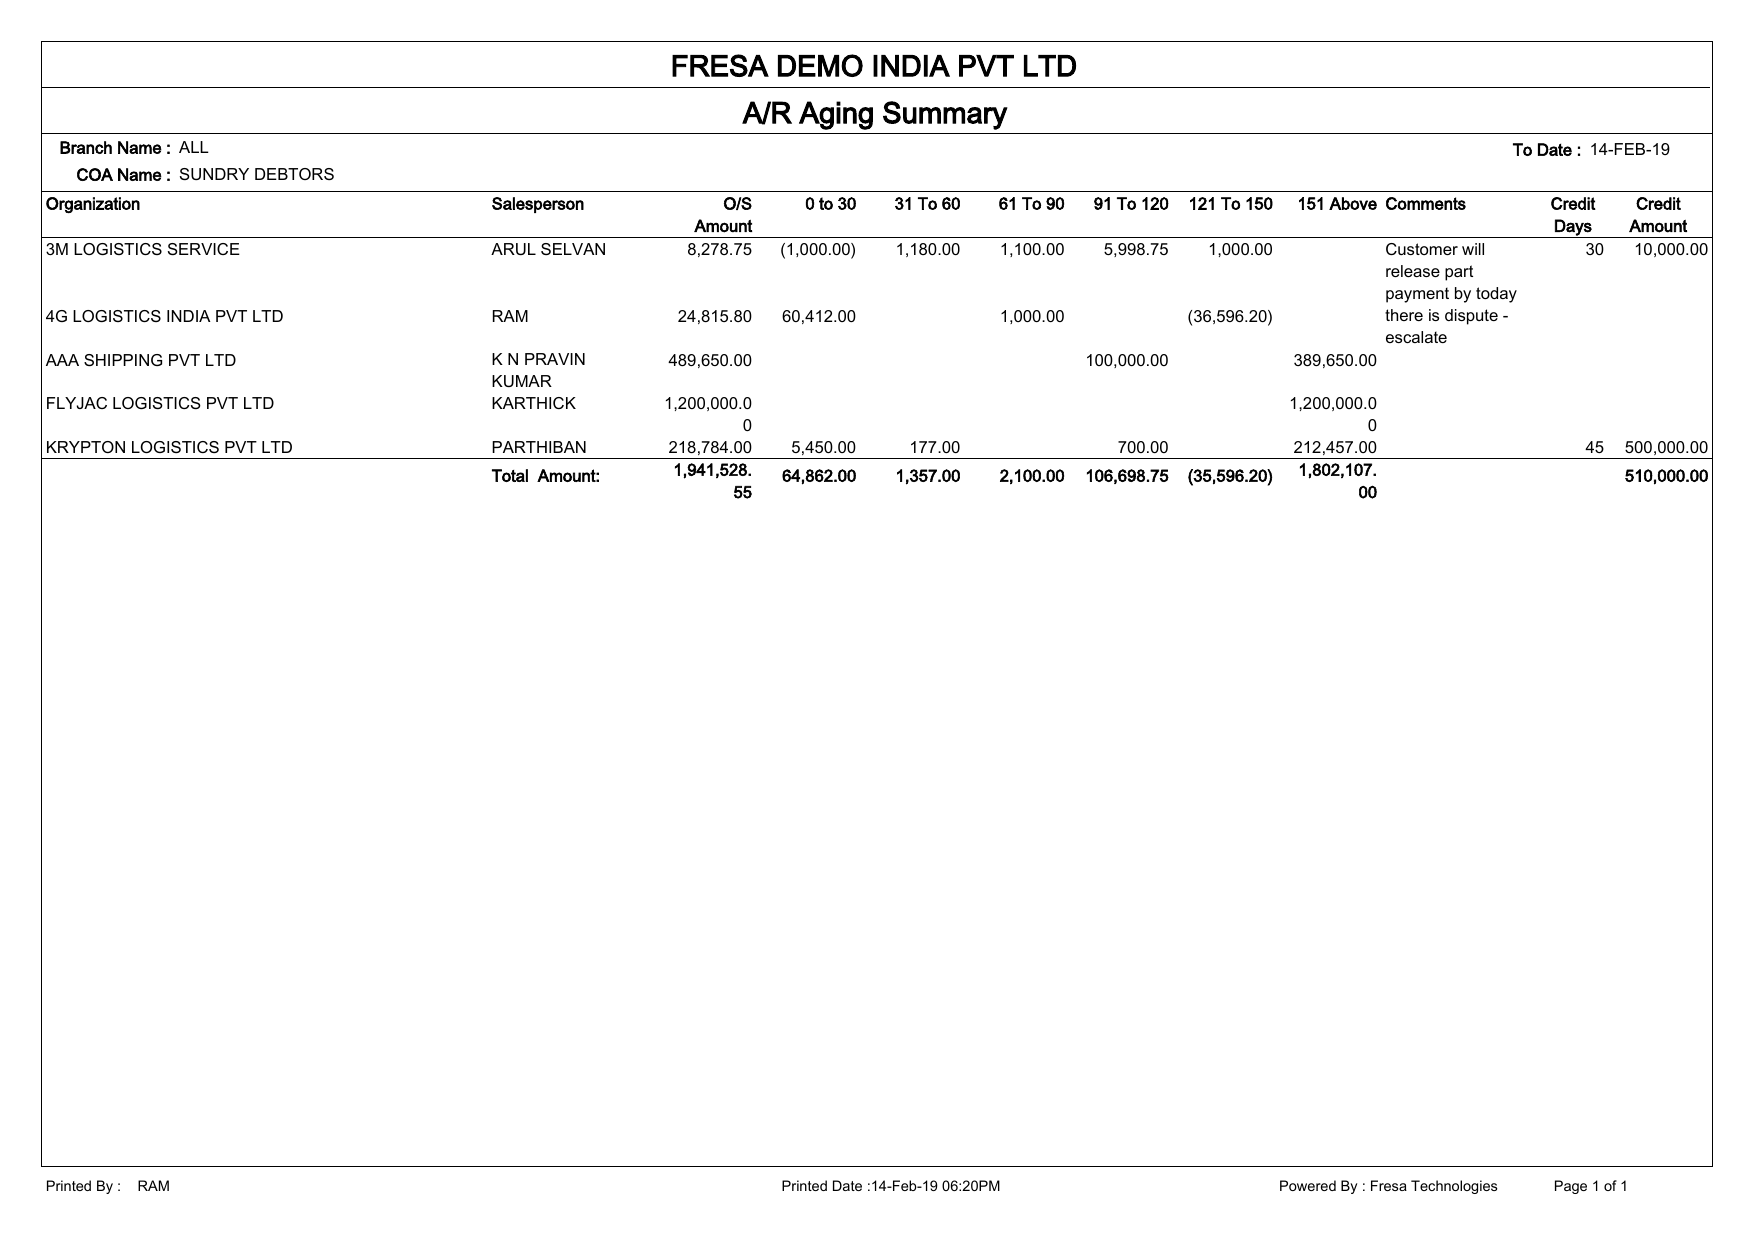 FRESA DEMO INDIA PVT LTD
A/R Aging Summary
Branch Name : ALL
To Date : 14-FEB-19
COA Name : SUNDRY DEBTORS
Organization Salesperson O/S 0 to 30 31 To 60 61 To 90 91 To 120 121 To 150 151 Above Comments Credit Credit
Amount Days Amount
3M LOGISTICS SERVICE ARUL SELVAN 8,278.75 (1,000.00) 1,180.00 1,100.00 5,998.75 1,000.00 Customer will 30 10,000.00
release part
payment by today
4G LOGISTICS INDIA PVT LTD RAM 24,815.80 60,412.00 1,000.00 (36,596.20) there is dispute -
escalate
AAA SHIPPING PVT LTD K N PRAVIN 489,650.00 100,000.00 389,650.00
KUMAR
FLYJAC LOGISTICS PVT LTD KARTHICK 1,200,000.0 1,200,000.0
0 0
KRYPTON LOGISTICS PVT LTD PARTHIBAN 218,784.00 5,450.00 177.00 700.00 212,457.00 45 500,000.00
Total Amount: 1,941,528. 64,862.00 1,357.00 2,100.00 106,698.75 (35,596.20) 1,802,107. 510,000.00
55 00
Printed By : RAM Printed Date :14-Feb-19 06:20PM Powered By : Fresa Technologies Page 1 of 1